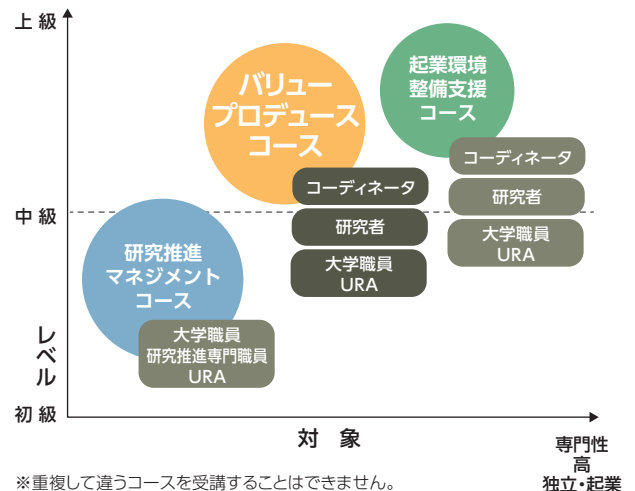 上 級
中 級
レベル
初 級
バリュー
プロデュース
コース
起業環境
整備支援
コース
コーディネータ
研究者
大学職員
URA
コーディネータ
研究者
大学職員
URA
研究推進
マネジメント
コース
大学職員
研究推進専門職員
URA
対　象
専門性
高
独立・起業
※重複して違うコースを受講することはできません。